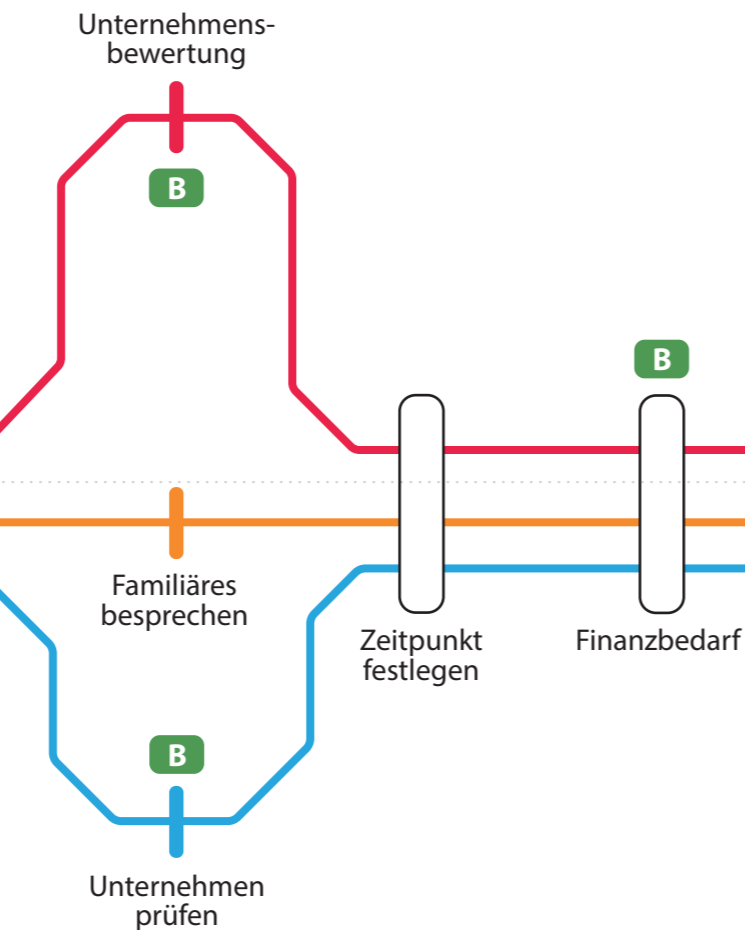 Unternehmens-
bewertung
B
B
Familiäres
besprechen
Zeitpunkt
festlegen
Finanzbedarf
B
Unternehmen
prüfen